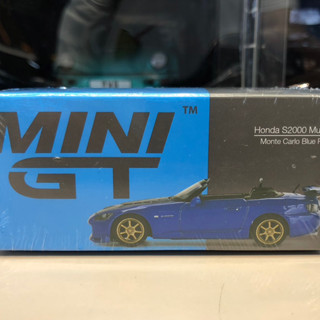 MINI
GT
TM
Honda S2000 Mu
Monte Carlo Blue P